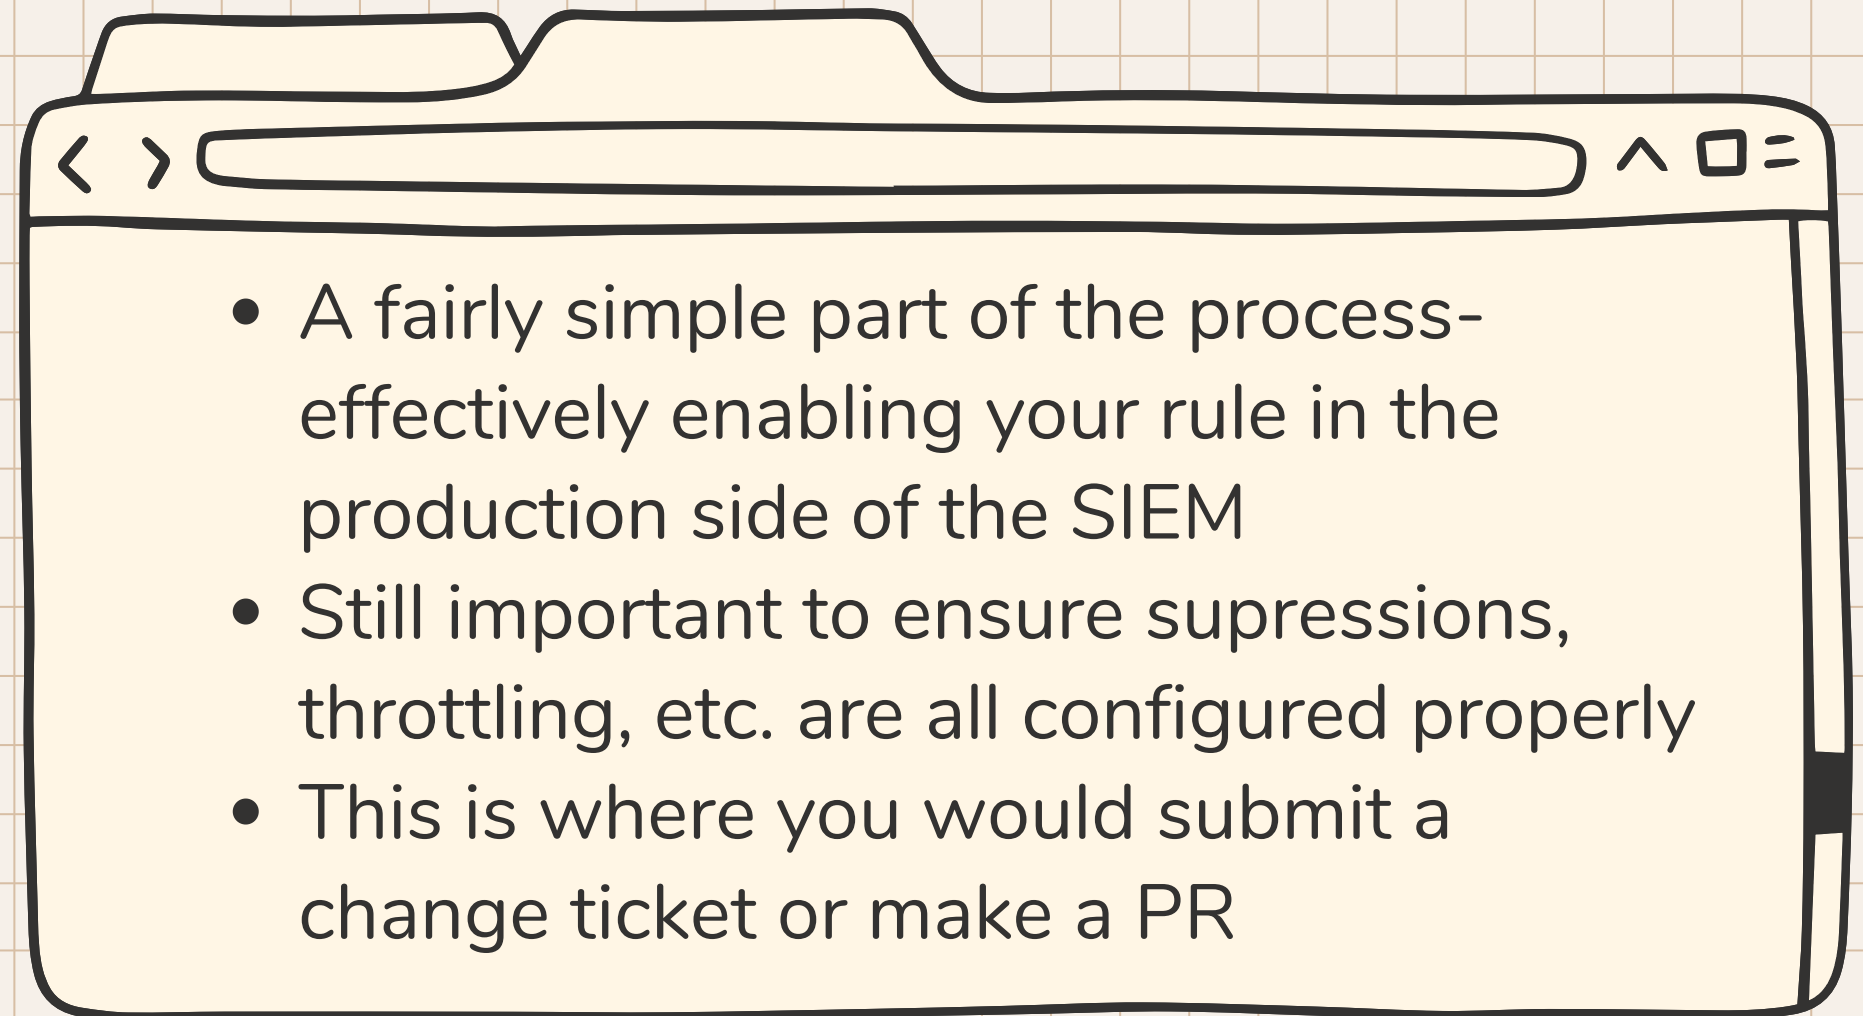 • A fairly simple part of the process-
effectively enabling your rule in the
production side of the SIEM
• Still important to ensure supressions,
throttling, etc. are all configured properly
• This is where you would submit a
change ticket or make a PR